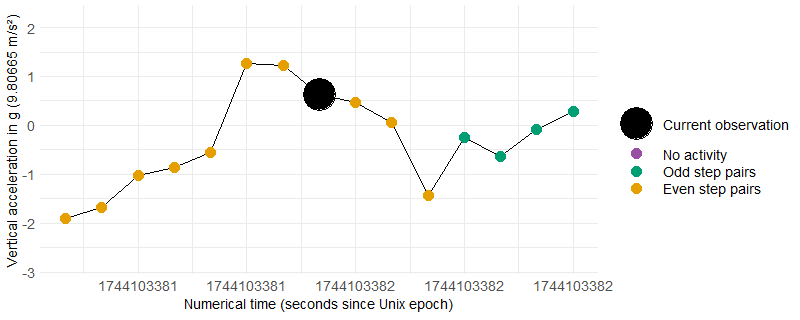 Vertical acceleration in g (9.80665 m/s²)
2
1
0
-1
-2
-3
1744103381 1744103381 1744103382 1744103382 1744103382
Numerical time (seconds since Unix epoch)
Current observation
No activity
Odd step pairs
Even step pairs